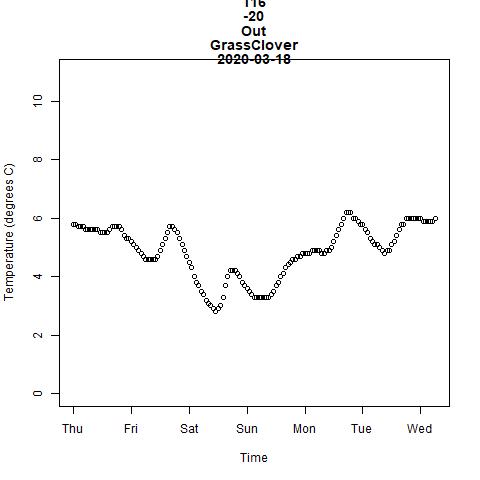 116
-20
Out
GrassClover
2020-03-18
Temperature (degrees C)
10
8
6
4
2
0
Thu
Fri
Sat
Sun
Mon
Tue
Wed
Time